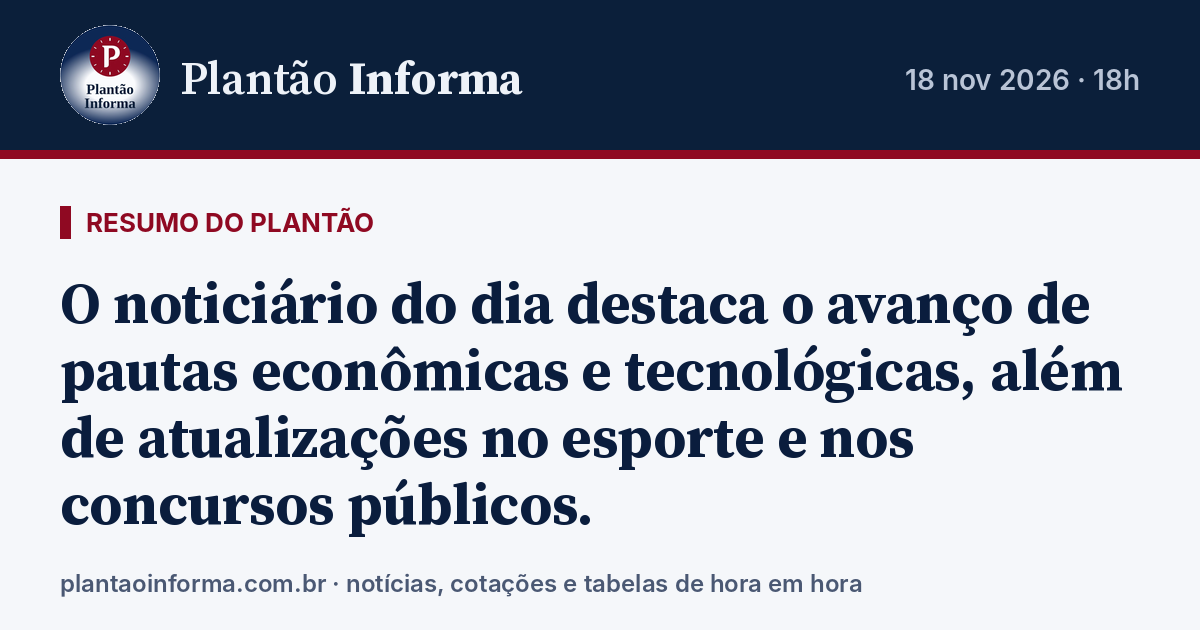 P
Plantão
Informa
Plantão Informa
18 nov 2026 · 18h
RESUMO DO PLANTÃO
O noticiário do dia destaca o avanço de
pautas econômicas e tecnológicas, além
de atualizações no esporte e nos
concursos públicos.
plantaoinforma.com.br · notícias, cotações e tabelas de hora em hora